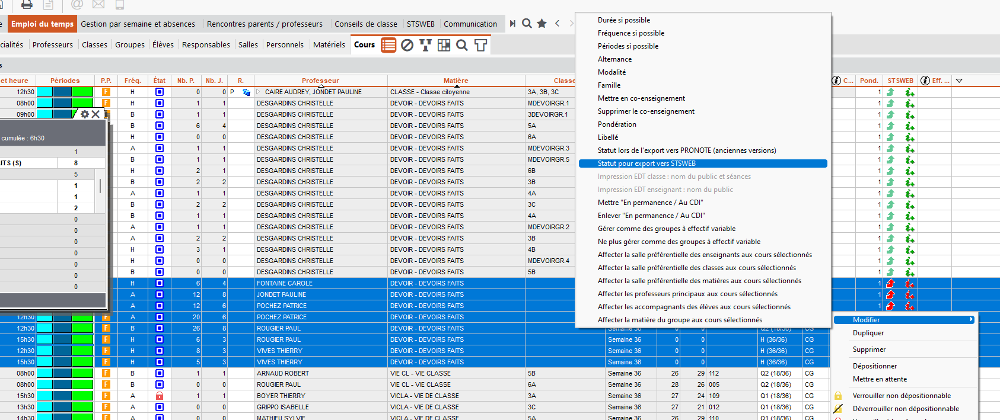 Emploi du temps Gestion par semaine et absences Rencontres parents / professeurs Conseils de classe STSWEB Communication
cialités Professeurs Classes Groupes Élèves Responsables Salles Personnels Matériels Cours
s
et heure Périodes P.P. Fréq. État Nb. P. Nb. J. R. Professeur Matière Classe C... Pond. STSWEB Eff. ...
12h30 F H 0 0 P CAIRE AUDREY, JONDET PAULINE CLASSE - Classe citoyenne 3A, 3B, 3C 1
08h00 F H 1 1 DESGARDINS CHRISTELLE DEVOIR - DEVOIRS FAITS MDEVOIRGR.1 1
09h00 B 1 1 DESGARDINS CHRISTELLE DEVOIR - DEVOIRS FAITS 3DEVOIRGR.1 1
B 6 4 DESGARDINS CHRISTELLE DEVOIR - DEVOIRS FAITS 5A 1
H 0 0 DESGARDINS CHRISTELLE DEVOIR - DEVOIRS FAITS 6A 1
A 1 1 DESGARDINS CHRISTELLE DEVOIR - DEVOIRS FAITS MDEVOIRGR.3 1
B 1 1 DESGARDINS CHRISTELLE DEVOIR - DEVOIRS FAITS MDEVOIRGR.5 1
H 2 1 DESGARDINS CHRISTELLE DEVOIR - DEVOIRS FAITS 6B 1
B 2 2 DESGARDINS CHRISTELLE DEVOIR - DEVOIRS FAITS 3B 1
A 1 1 DESGARDINS CHRISTELLE DEVOIR - DEVOIRS FAITS 4A 1
B 2 2 DESGARDINS CHRISTELLE DEVOIR - DEVOIRS FAITS 3C 1
B 1 1 DESGARDINS CHRISTELLE DEVOIR - DEVOIRS FAITS 4A 1
A 1 1 DESGARDINS CHRISTELLE DEVOIR - DEVOIRS FAITS MDEVOIRGR.2 1
A 2 2 DESGARDINS CHRISTELLE DEVOIR - DEVOIRS FAITS 3B 1
H 3 1 DESGARDINS CHRISTELLE DEVOIR - DEVOIRS FAITS 4B 1
H 0 0 DESGARDINS CHRISTELLE DEVOIR - DEVOIRS FAITS MDEVOIRGR.4 1
B 0 0 DESGARDINS CHRISTELLE DEVOIR - DEVOIRS FAITS 5B 1
H 6 4 FONTAINE CAROLE DEVOIR - DEVOIRS FAITS 1
A 12 8 JONDET PAULINE DEVOIR - DEVOIRS FAITS 1
A 12 6 POCHEZ PATRICE DEVOIR - DEVOIRS FAITS 1
12h30 F A 20 6 POCHEZ PATRICE DEVOIR - DEVOIRS FAITS
12h30 F B 26 8 ROUGIER PAUL DEVOIR - DEVOIRS FAITS Semaine 36 0 0 0 Q2 (18/36) CG
15h30 F H 6 3 ROUGIER PAUL DEVOIR - DEVOIRS FAITS Semaine 36 0 0 0 H (36/36) CG
12h30 F H 8 3 VIVES THIERRY DEVOIR - DEVOIRS FAITS Semaine 36 0 0 0 H (36/36) CG
15h30 F H 5 3 VIVES THIERRY DEVOIR - DEVOIRS FAITS Semaine 36 0 0 0 H (36/36) CG
08h00 F B 1 1 ARNAUD ROBERT VIE CL - VIE CLASSE 5B Semaine 36 26 29 112 Q2 (18/36) CG
08h00 F B 0 0 ROUGIER PAUL VIE CL - VIE CLASSE 6A Semaine 36 28 26 005 Q2 (18/36) CG
15h30 F A 1 1 BOYER THIERRY VICLA - VIE DE CLASSE 3A Semaine 36 27 24 109 Q1 (18/36) CG
13h30 F A 0 0 GRIPPO ISABELLE VICLA - VIE DE CLASSE 3C Semaine 36 27 21 012 Q1 (18/36) CG
14h30 F A 0 0 MATHIEU SYLVIE VICLA - VIE DE CLASSE 5A Semaine 36 26 29 110 Q1 (18/36) CG
cumulée : 6h30
1
ITS (S) 8
5
1
1
2
0
0
0
0
0
0
0
Durée si possible
Fréquence si possible
Périodes si possible
Alternance
Modalité
Famille
Mettre en co-enseignement
Supprimer le co-enseignement
Pondération
Libellé
Statut lors de l'export vers PRONOTE (anciennes versions)
Statut pour export vers STSWEB
Impression EDT classe : nom du public et séances
Impression EDT enseignant : nom du public
Mettre "En permanence / Au CDI"
Enlever "En permanence / Au CDI"
Gérer comme des groupes à effectif variable
Ne plus gérer comme des groupes à effectif variable
Affecter la salle préférentielle des enseignants aux cours sélectionnés
Affecter la salle préférentielle des classes aux cours sélectionnés
Affecter la salle préférentielle des matières aux cours sélectionnés
Affecter les professeurs principaux aux cours sélectionnés
Affecter les accompagnants des élèves aux cours sélectionnés
Affecter la matière du groupe aux cours sélectionnés
Modifier
Dupliquer
Supprimer
Dépositionner
Mettre en attente
Verrouiller non dépositionnable
Déverrouiller non dépositionnable